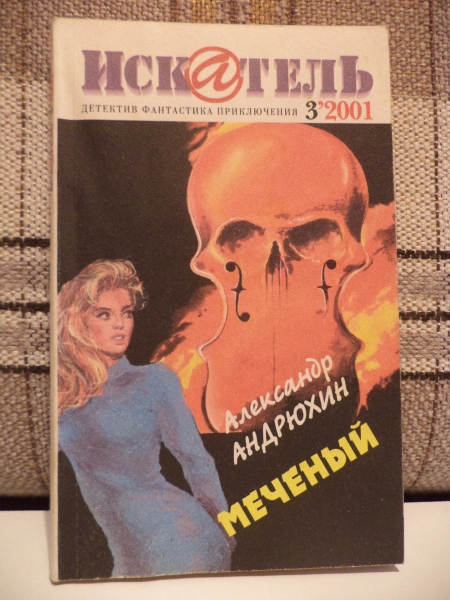 ИСК@ТЕЛЬ
ДЕТЕКТИВ ФАНТАСТИКА ПРИКЛЮЧЕНИЯ 3'2001
Александр
АНДРЮХИН
МЕЧЕНЫЙ